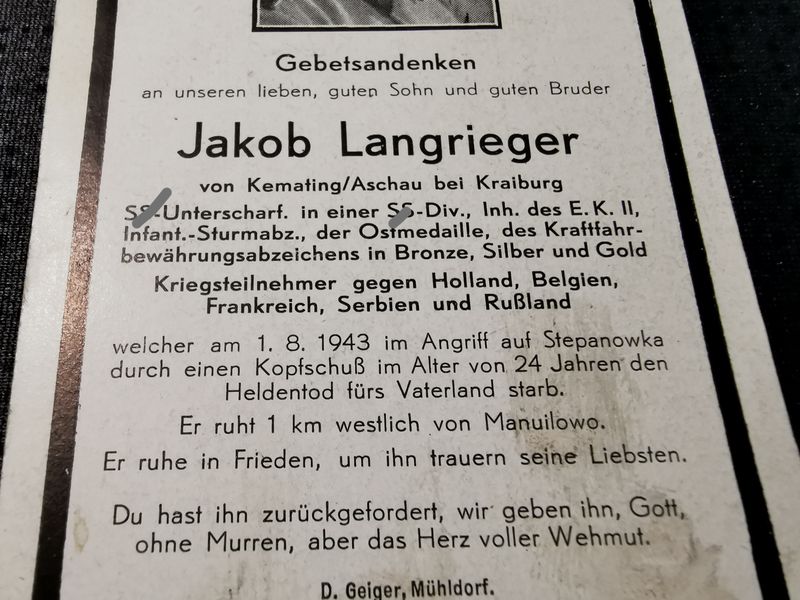 Gebetsandenken
an unseren lieben, guten Sohn und guten Bruder
Jakob Langrieger
von Kemating/Aschau bei Kraiburg
SS-Unterscharf. in einer SS-Div., Inh. des E. K. II,
Infant.-Sturmabz., der Ostmedaille, des Kraftfahr-
bewährungsabzeichens in Bronze, Silber und Gold
Kriegsteilnehmer gegen Holland, Belgien,
Frankreich, Serbien und Rußland
welcher am 1. 8. 1943 im Angriff auf Stepanowka
durch einen Kopfschuß im Alter von 24 Jahren den
Heldentod fürs Vaterland starb.
Er ruht 1 km westlich von Manuilowo.
Er ruhe in Frieden, um ihn trauern seine Liebsten.
Du hast ihn zurückgefordert, wir geben ihn, Gott,
ohne Murren, aber das Herz voller Wehmut.
D. Geiger, Mühldorf.